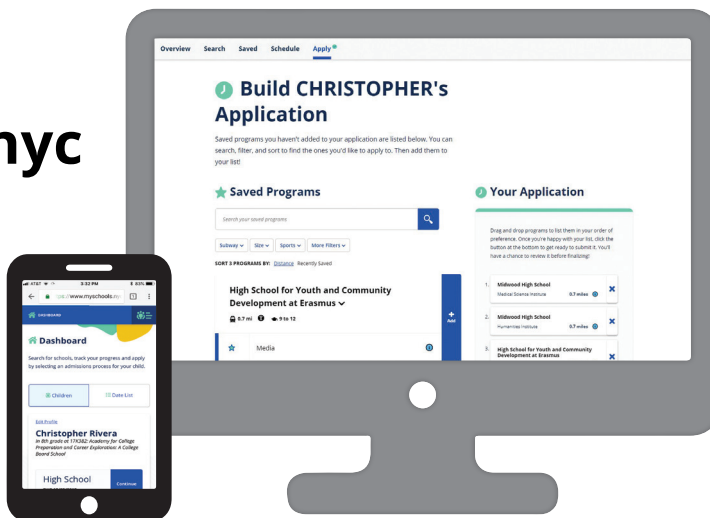 nyc
Overview Search Saved Schedule Apply
Build CHRISTOPHER's
Application
Saved programs you haven't added to your application are listed below. You can
search, filter, and sort to find the ones you'd like to apply to. Then add them to
your list!
Saved Programs
Search your saved programs
Subway Size Sports More Filters
SORT 3 PROGRAMS BY: Distance Recently Saved
High School for Youth and Community
Development at Erasmus
0.7 mi 9 to 12
+
Add
Media
Your Application
Drag and drop programs to list them in your order of
preference. Once you're happy with your list, click the
button at the bottom to get ready to submit it. You'll
have a chance to review it before finalizing!
1. Midwood High School
Medical Science Institute 0.7 miles
2. Midwood High School
Humanities Institute 0.7 miles
3. High School for Youth and Community
Development at Erasmus
AT&T 3:32 PM 83%
https://www.myschools.nyc
DASHBOARD
Dashboard
Search for schools, track your progress and apply
by selecting an admissions process for your child.
Children Date List
Edit Profile
Christopher Rivera
In 8th grade at 17K382: Academy for College
Preparation and Career Exploration: A College
Board School
High School
Continue